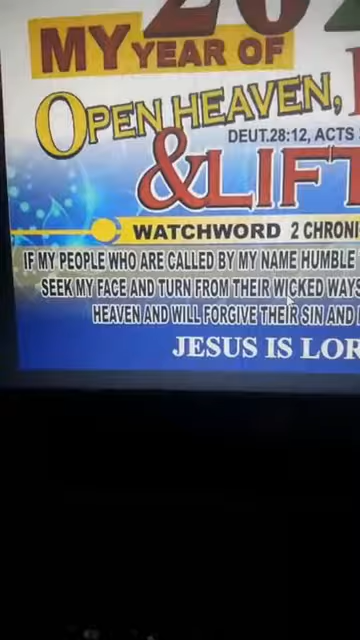 202
MY YEAR OF
OPEN HEAVEN,
DEUT.28:12, ACTS
&LIFT
WATCHWORD 2 CHRONI
IF MY PEOPLE WHO ARE CALLED BY MY NAME HUMBLE
SEEK MY FACE AND TURN FROM THEIR WICKED WAYS
HEAVEN AND WILL FORGIVE THEIR SIN AND
JESUS IS LOR